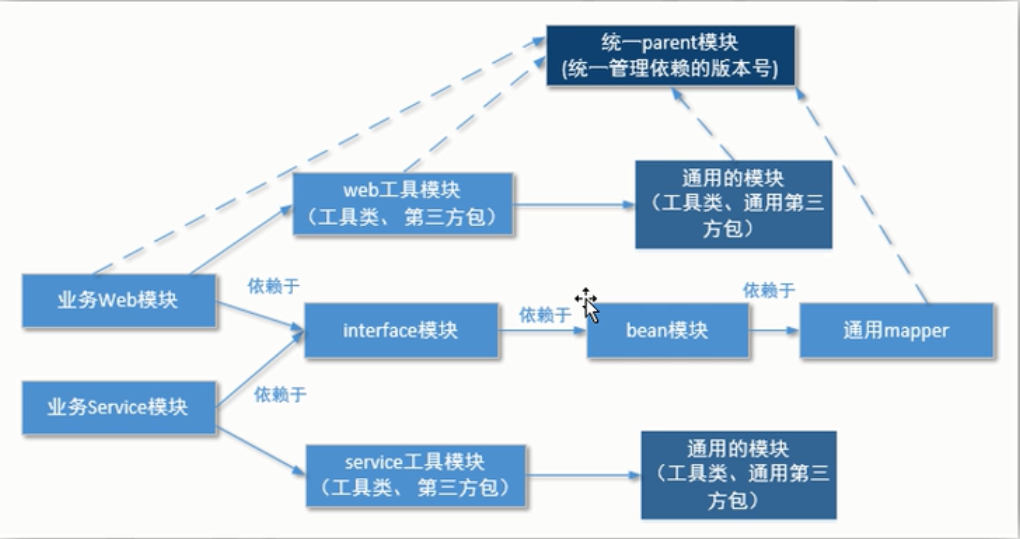 统一parent模块
(统一管理依赖的版本号)
web工具模块
（工具类、 第三方包）
通用的模块
（工具类、通用第三
方包）
业务Web模块
依赖于
interface模块
依赖于
bean模块
依赖于
通用mapper
业务Service模块
依赖于
service工具模块
（工具类、 第三方包）
通用的模块
（工具类、通用第三
方包）